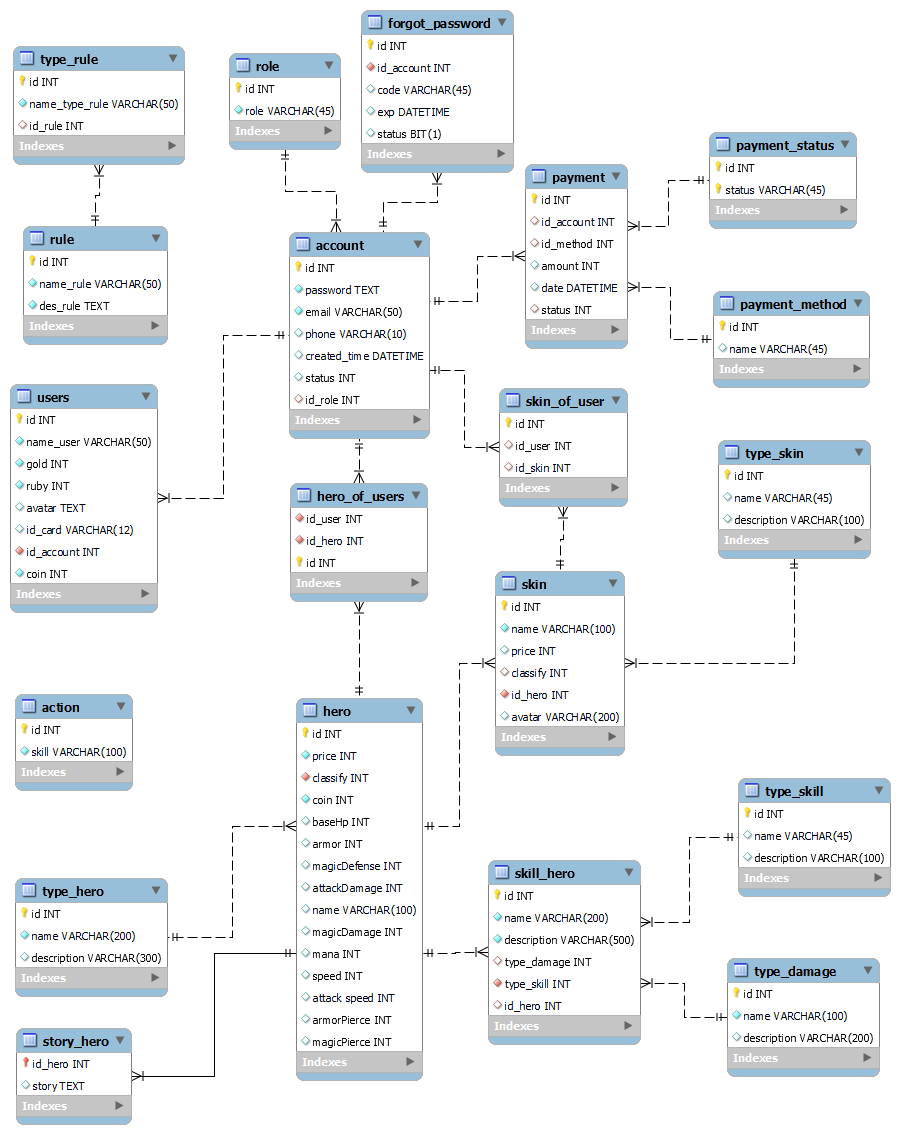 forgot_password
id INT
id_account INT
code VARCHAR(45)
exp DATETIME
status BIT(1)
Indexes
type_rule
id INT
name_type_rule VARCHAR(50)
id_rule INT
Indexes
role
id INT
role VARCHAR(45)
Indexes
payment_status
id INT
status VARCHAR(45)
Indexes
payment
id INT
id_account INT
id_method INT
amount INT
date DATETIME
status INT
Indexes
rule
id INT
name_rule VARCHAR(50)
des_rule TEXT
Indexes
account
id INT
password TEXT
email VARCHAR(50)
phone VARCHAR(10)
created_time DATETIME
status INT
id_role INT
Indexes
payment_method
id INT
name VARCHAR(45)
Indexes
users
id INT
name_user VARCHAR(50)
gold INT
ruby INT
avatar TEXT
id_card VARCHAR(12)
id_account INT
coin INT
Indexes
skin_of_user
id INT
id_user INT
id_skin INT
Indexes
type_skin
id INT
name VARCHAR(45)
description VARCHAR(100)
Indexes
hero_of_users
id_user INT
id_hero INT
id INT
Indexes
skin
id INT
name VARCHAR(100)
price INT
classify INT
id_hero INT
avatar VARCHAR(200)
Indexes
action
id INT
skill VARCHAR(100)
Indexes
hero
id INT
price INT
classify INT
coin INT
baseHp INT
armor INT
magicDefense INT
attackDamage INT
name VARCHAR(100)
magicDamage INT
mana INT
speed INT
attack speed INT
armorPierce INT
magicPierce INT
Indexes
type_skill
id INT
name VARCHAR(45)
description VARCHAR(100)
Indexes
type_hero
id INT
name VARCHAR(200)
description VARCHAR(300)
Indexes
skill_hero
id INT
name VARCHAR(200)
description VARCHAR(500)
type_damage INT
type_skill INT
id_hero INT
Indexes
type_damage
id INT
name VARCHAR(100)
description VARCHAR(200)
Indexes
story_hero
id_hero INT
story TEXT
Indexes